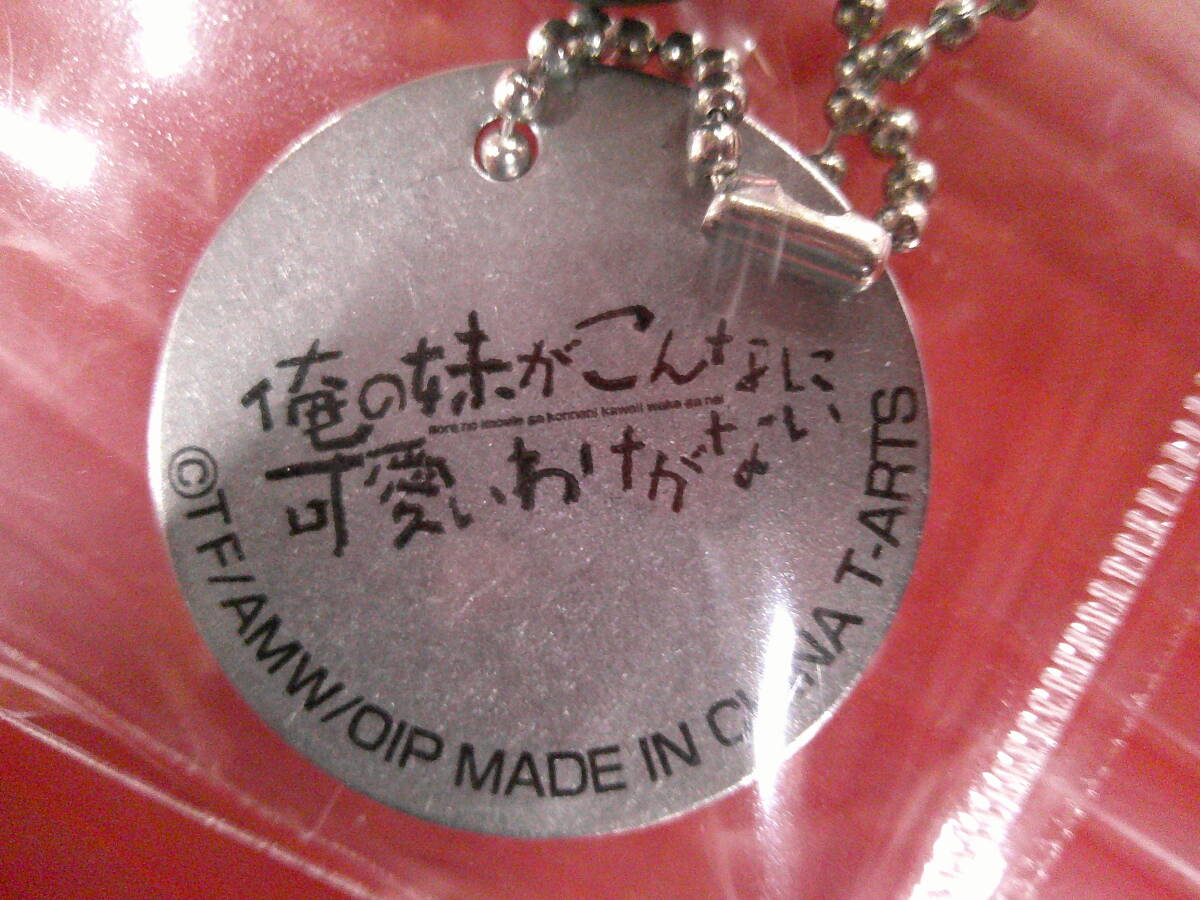 俺の妹がこんなに
oore no imouto ga konnani kawaii wake ga nai
可愛いわけがない
©TF/AMW/OIP MADE IN CHINA T-ARTS